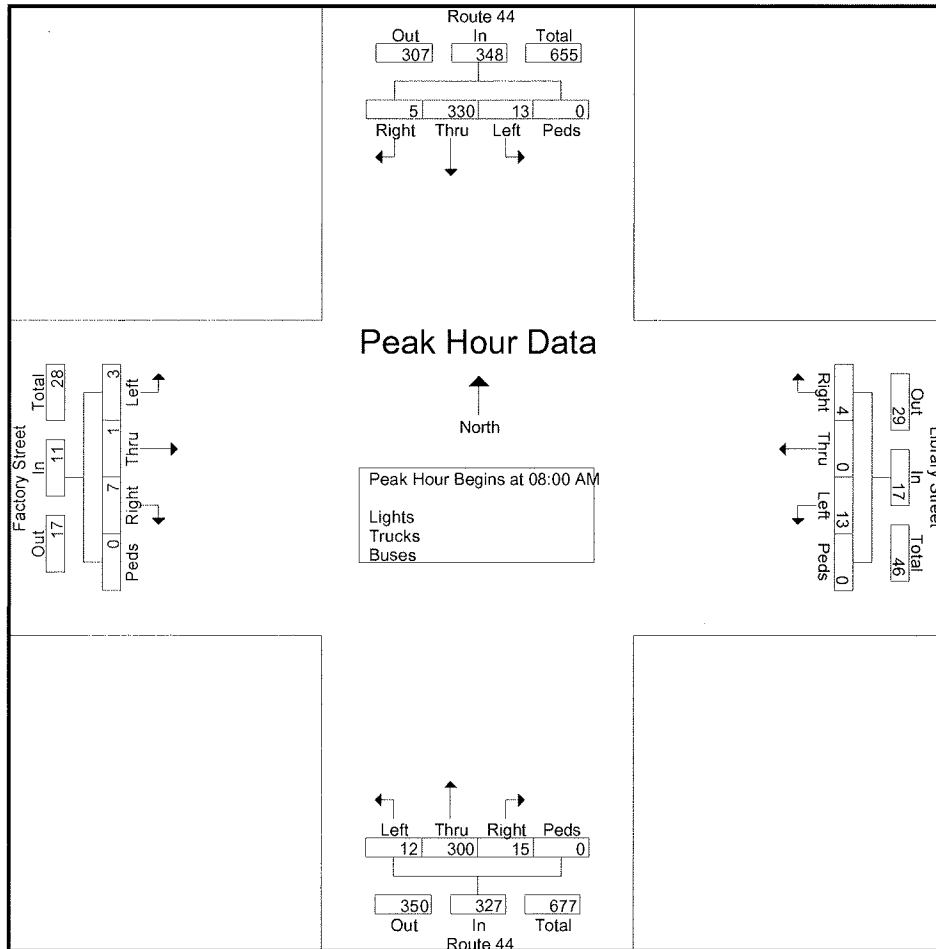 Route 44
Out In Total
307 348 655
5 330 13 0
Right Thru Left Peds
Peak Hour Data
North
Peak Hour Begins at 08:00 AM
Lights
Trucks
Buses
Factory Street
Out In Total
17 11 28
Left Thru Right Peds
3 1 7 0
Library Street
Out In Total
29 17 46
4 0 13 0
Right Thru Left Peds
Left Thru Right Peds
12 300 15 0
350 327 677
Out In Total
Route 44